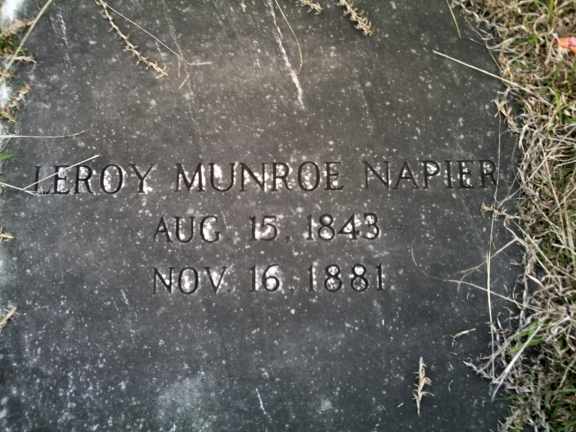 LEROY MUNROE NAPIER
AUG 15, 1843
NOV. 16, 1881